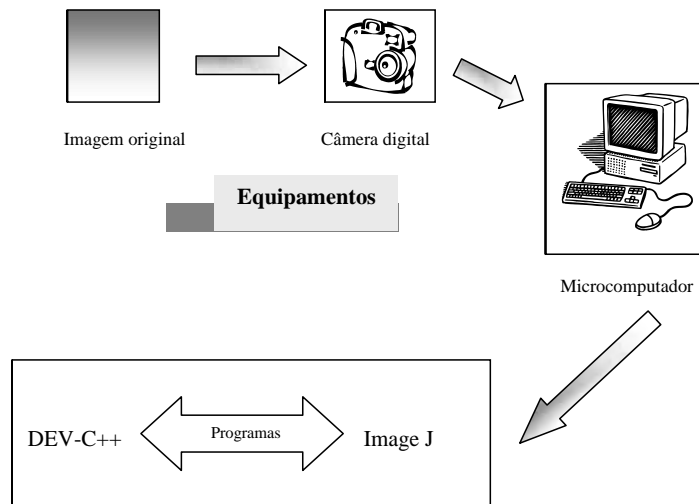 Imagem original
Câmera digital
Equipamentos
Microcomputador
DEV-C++
Programas
Image J